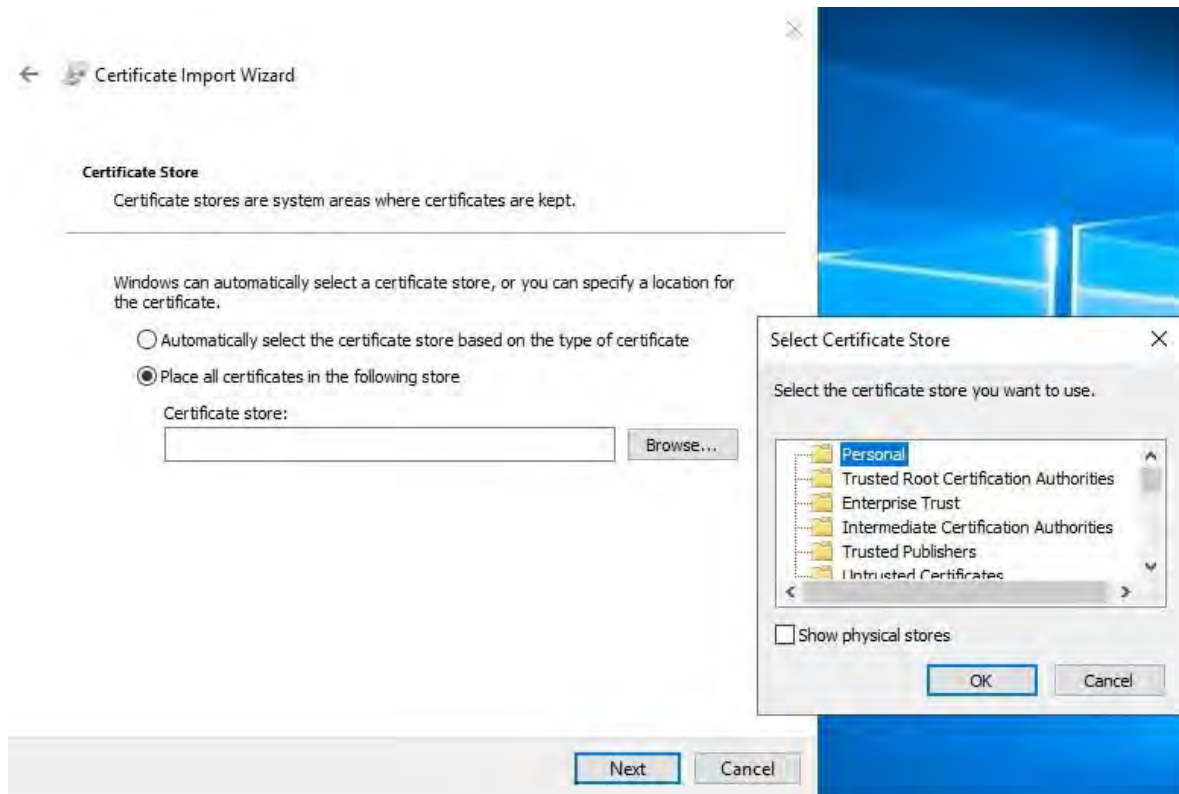 Certificate Import Wizard
Certificate Store
Certificate stores are system areas where certificates are kept.
Windows can automatically select a certificate store, or you can specify a location for
the certificate.
Automatically select the certificate store based on the type of certificate
Place all certificates in the following store
Certificate store:
Browse...
Next
Cancel
Select Certificate Store
Select the certificate store you want to use.
Personal
Trusted Root Certification Authorities
Enterprise Trust
Intermediate Certification Authorities
Trusted Publishers
Untrusted Certificates
Show physical stores
OK
Cancel